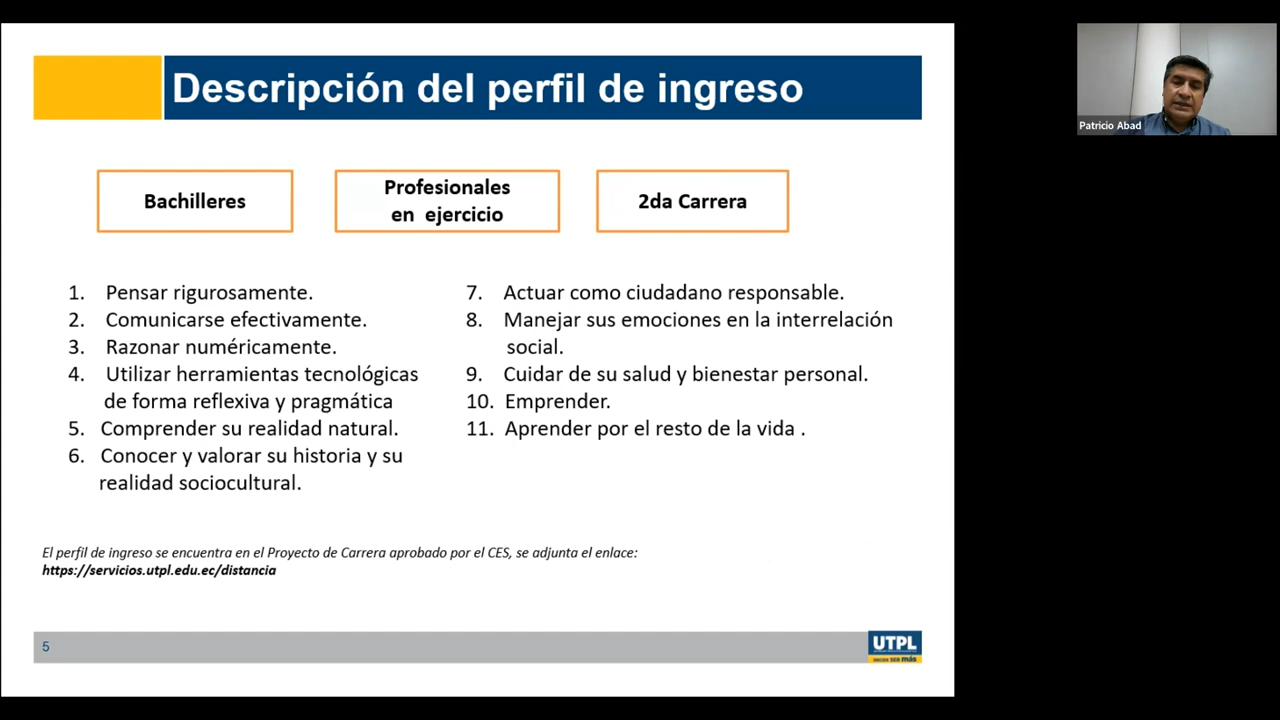 Descripción del perfil de ingreso
Patricio Abad
Bachilleres
Profesionales
en ejercicio
2da Carrera
1. Pensar rigurosamente.
2. Comunicarse efectivamente.
3. Razonar numéricamente.
4. Utilizar herramientas tecnológicas
de forma reflexiva y pragmática
5. Comprender su realidad natural.
6. Conocer y valorar su historia y su
realidad sociocultural.
7. Actuar como ciudadano responsable.
8. Manejar sus emociones en la interrelación
social.
9. Cuidar de su salud y bienestar personal.
10. Emprender.
11. Aprender por el resto de la vida .
El perfil de ingreso se encuentra en el Proyecto de Carrera aprobado por el CES, se adjunta el enlace:
https://servicios.utpl.edu.ec/distancia
5
UTPL
DECIDE SER más